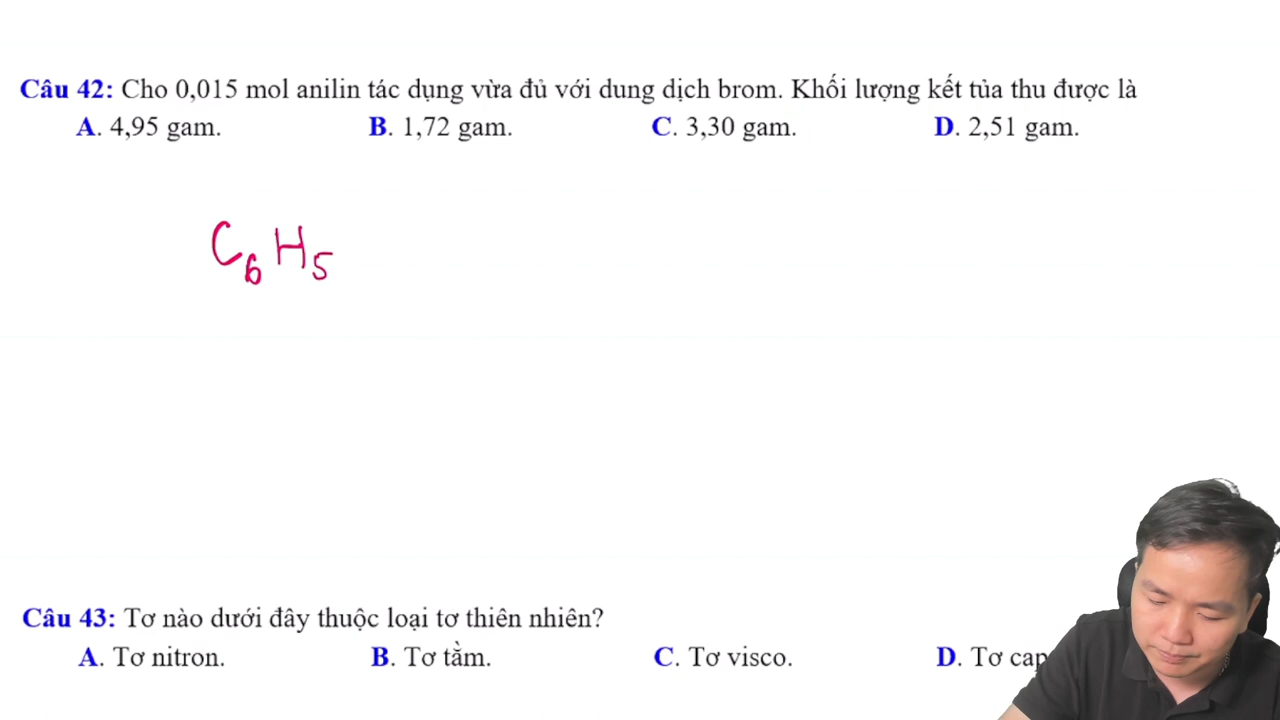 Câu 42: Cho 0,015 mol anilin tác dụng vừa đủ với dung dịch brom. Khối lượng kết tủa thu được là
A. 4,95 gam. B. 1,72 gam. C. 3,30 gam. D. 2,51 gam.
C₆H₅
Câu 43: Tơ nào dưới đây thuộc loại tơ thiên nhiên?
A. Tơ nitron. B. Tơ tằm. C. Tơ visco. D. Tơ cap